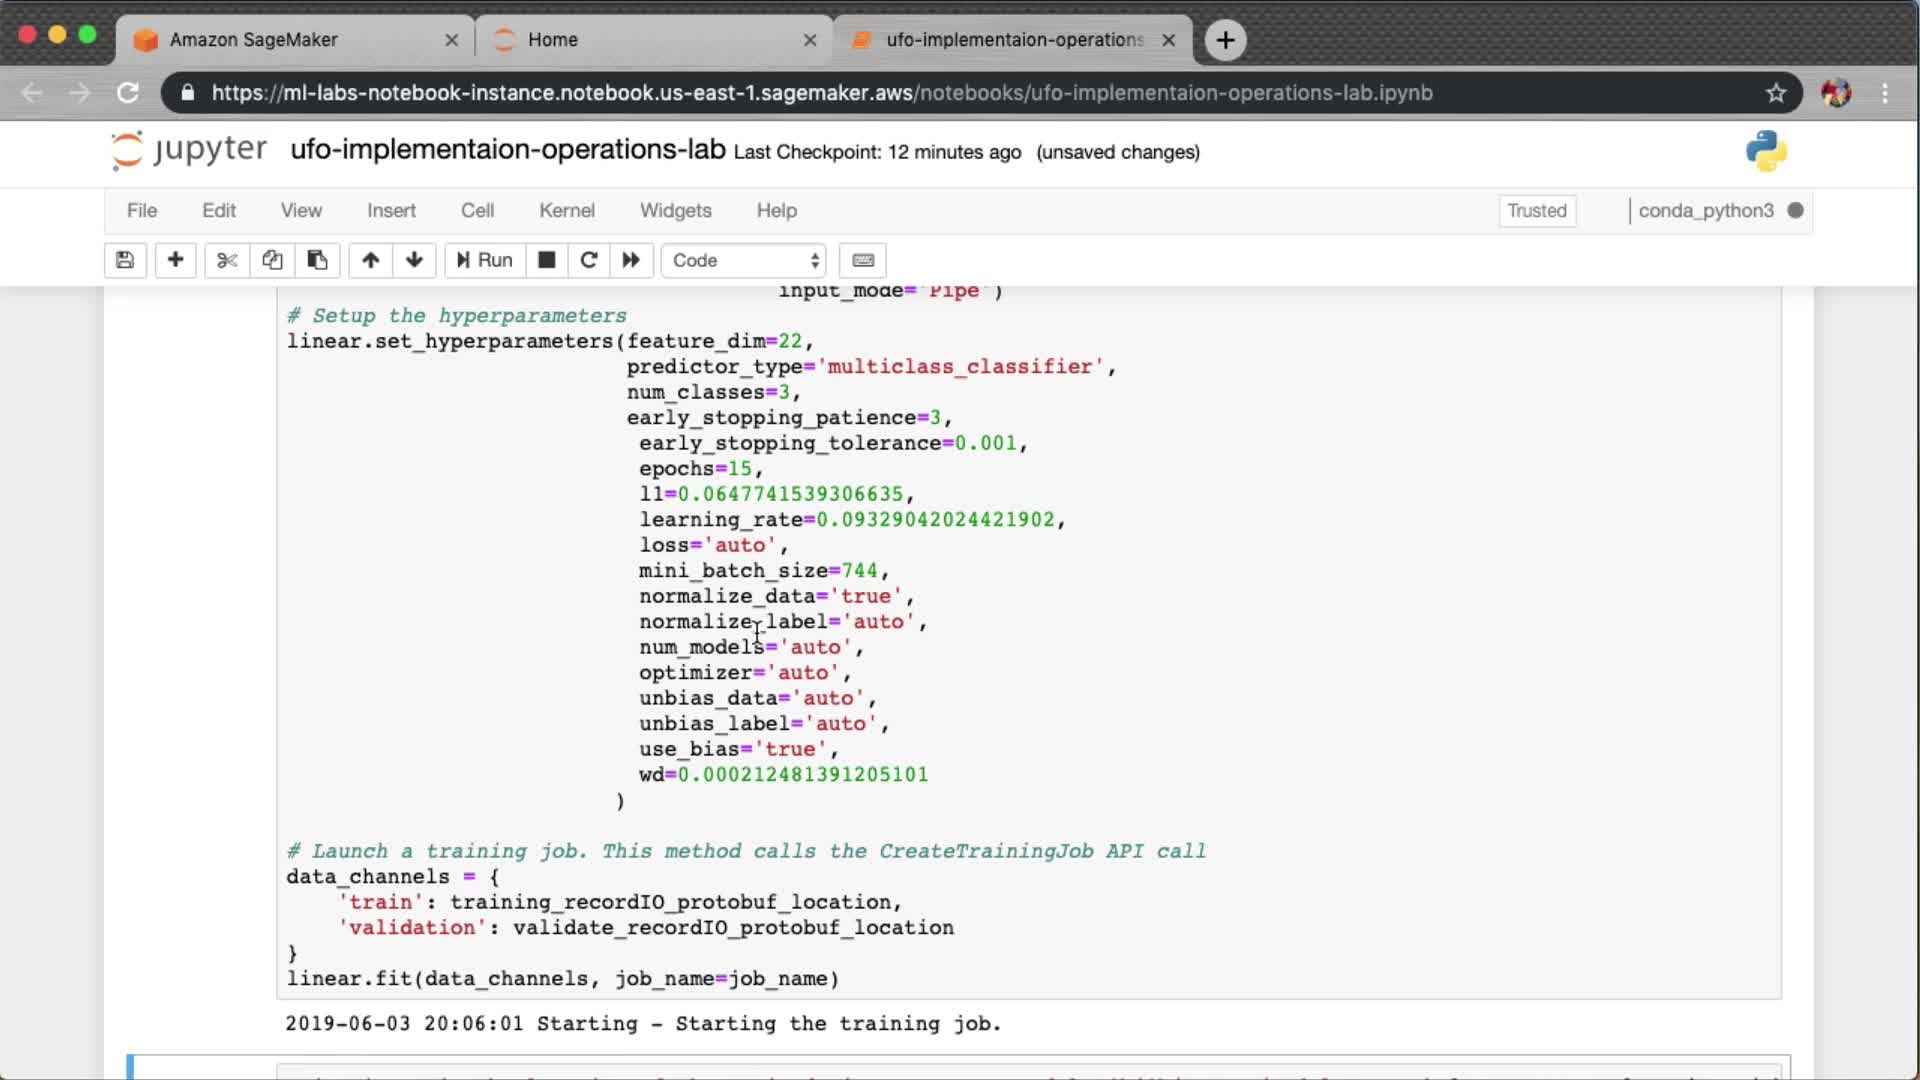 Amazon SageMaker
Home
ufo-implementaion-operations
https://ml-labs-notebook-instance.notebook.us-east-1.sagemaker.aws/notebooks/ufo-implementaion-operations-lab.ipynb
jupyter ufo-implementaion-operations-lab Last Checkpoint: 12 minutes ago (unsaved changes)
File Edit View Insert Cell Kernel Widgets Help Trusted conda_python3
Run Code
input_mode='Pipe')
# Setup the hyperparameters
linear.set_hyperparameters(feature_dim=22,
predictor_type='multiclass_classifier',
num_classes=3,
early_stopping_patience=3,
early_stopping_tolerance=0.001,
epochs=15,
l1=0.0647741539306635,
learning_rate=0.09329042024421902,
loss='auto',
mini_batch_size=744,
normalize_data='true',
normalize_label='auto',
num_models='auto',
optimizer='auto',
unbias_data='auto',
unbias_label='auto',
use_bias='true',
wd=0.000212481391205101
)
# Launch a training job. This method calls the CreateTrainingJob API call
data_channels = {
'train': training_recordIO_protobuf_location,
'validation': validate_recordIO_protobuf_location
}
linear.fit(data_channels, job_name=job_name)
2019-06-03 20:06:01 Starting - Starting the training job.